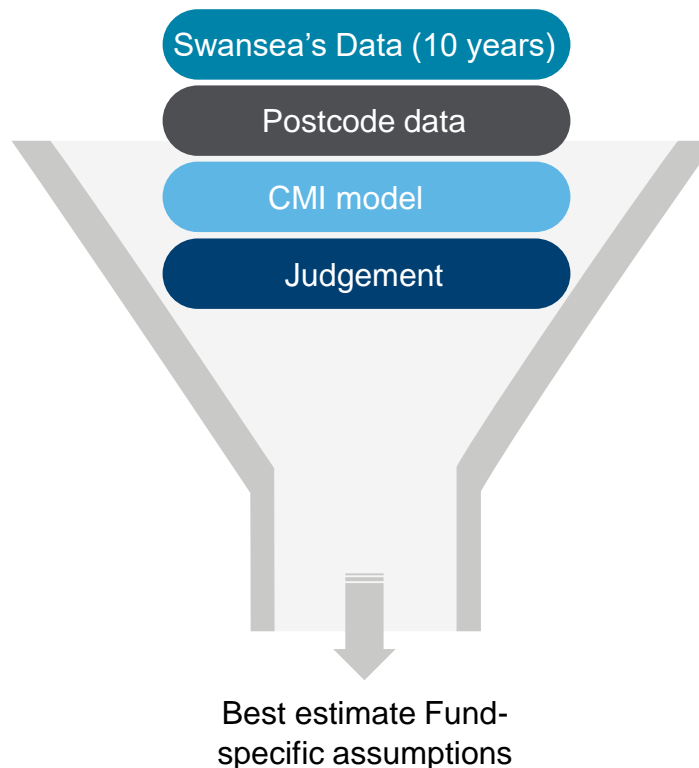 Swansea’s Data (10 years)
Postcode data
CMI model
Judgement
Best estimate Fund-
specific assumptions